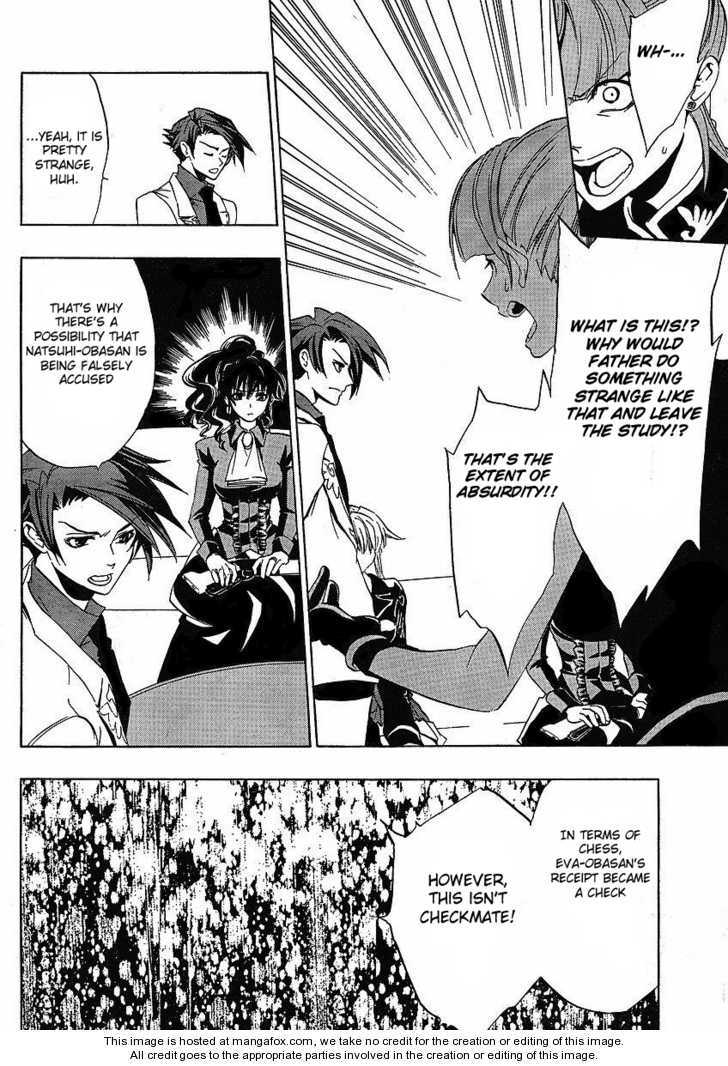 WH-...
WHAT IS THIS!?
WHY WOULD
FATHER DO
SOMETHING
STRANGE LIKE
THAT AND LEAVE
THE STUDY!?
THAT'S THE
EXTENT OF
ABSURDITY!!
...YEAH, IT IS
PRETTY
STRANGE,
HUH.
THAT'S WHY
THERE'S A
POSSIBILITY THAT
NATSUHI-OBASAN IS
BEING FALSELY
ACCUSED
IN TERMS OF
CHESS,
EVA-OBASAN'S
RECEIPT BECAME
A CHECK
HOWEVER,
THIS ISN'T
CHECKMATE!
This image is hosted at mangafox.com, we take no credit for the creation or editing of this image.
All credit goes to the appropriate parties involved in the creation or editing of this image.